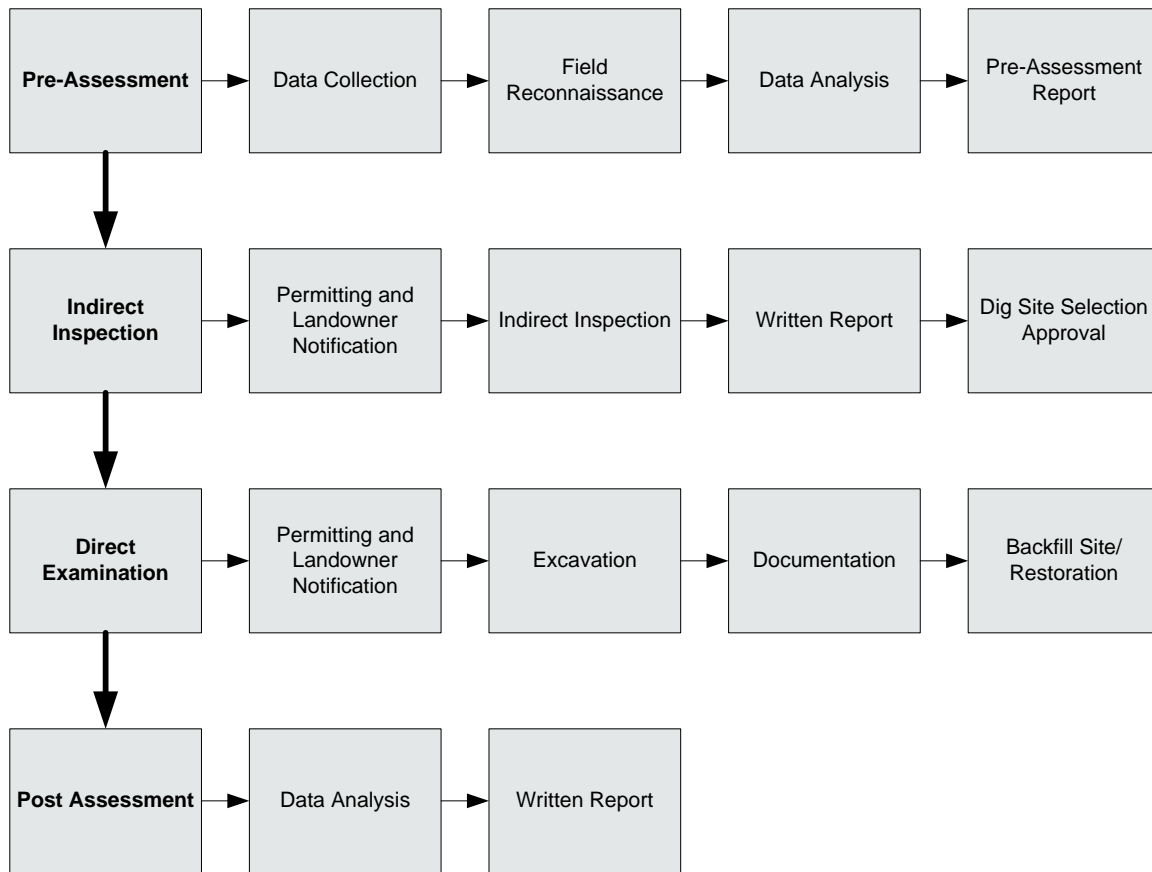 Pre-Assessment
Data Collection
Field
Reconnaissance
Data Analysis
Pre-Assessment
Report
Indirect
Inspection
Permitting and
Landowner
Notification
Indirect Inspection
Written Report
Dig Site Selection
Approval
Direct
Examination
Permitting and
Landowner
Notification
Excavation
Documentation
Backfill Site/
Restoration
Post Assessment
Data Analysis
Written Report